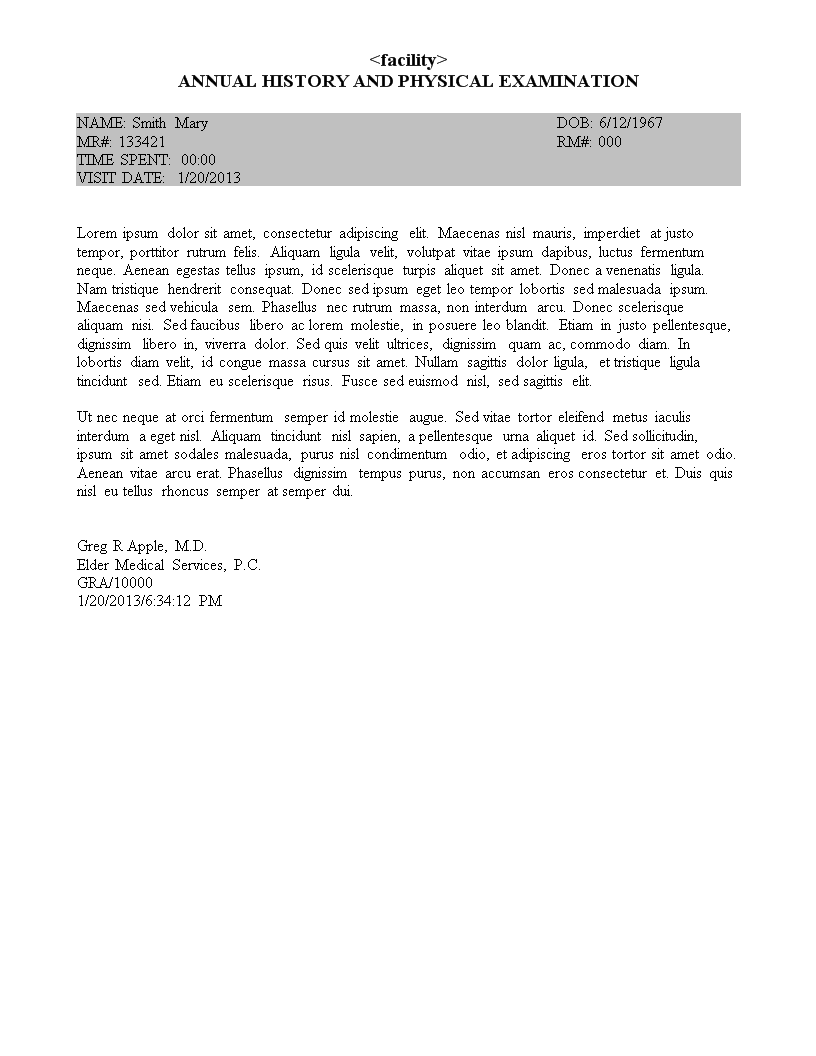 <facility>
ANNUAL HISTORY AND PHYSICAL EXAMINATION
NAME: Smith Mary DOB: 6/12/1967
MR#: 133421 RM#: 000
TIME SPENT: 00:00
VISIT DATE: 1/20/2013
Lorem ipsum dolor sit amet, consectetur adipiscing elit. Maecenas nisl mauris, imperdiet at justo
tempor, porttitor rutrum felis. Aliquam ligula velit, volutpat vitae ipsum dapibus, luctus fermentum
neque. Aenean egestas tellus ipsum, id scelerisque turpis aliquet sit amet. Donec a venenatis ligula.
Nam tristique hendrerit consequat. Donec sed ipsum eget leo tempor lobortis sed malesuada ipsum.
Maecenas sed vehicula sem. Phasellus nec rutrum massa, non interdum arcu. Donec scelerisque
aliquam nisi. Sed faucibus libero ac lorem molestie, in posuere leo blandit. Etiam in justo pellentesque,
dignissim libero in, viverra dolor. Sed quis velit ultrices, dignissim quam ac, commodo diam. In
lobortis diam velit, id congue massa cursus sit amet. Nullam sagittis dolor ligula, et tristique ligula
tincidunt sed. Etiam eu scelerisque risus. Fusce sed euismod nisl, sed sagittis elit.
Ut nec neque at orci fermentum semper id molestie augue. Sed vitae tortor eleifend metus iaculis
interdum a eget nisl. Aliquam tincidunt nisl sapien, a pellentesque urna aliquet id. Sed sollicitudin,
ipsum sit amet sodales malesuada, purus nisl condimentum odio, et adipiscing eros tortor sit amet odio.
Aenean vitae arcu erat. Phasellus dignissim tempus purus, non accumsan eros consectetur et. Duis quis
nisl eu tellus rhoncus semper at semper dui.
Greg R Apple, M.D.
Elder Medical Services, P.C.
GRA/10000
1/20/2013/6:34:12 PM